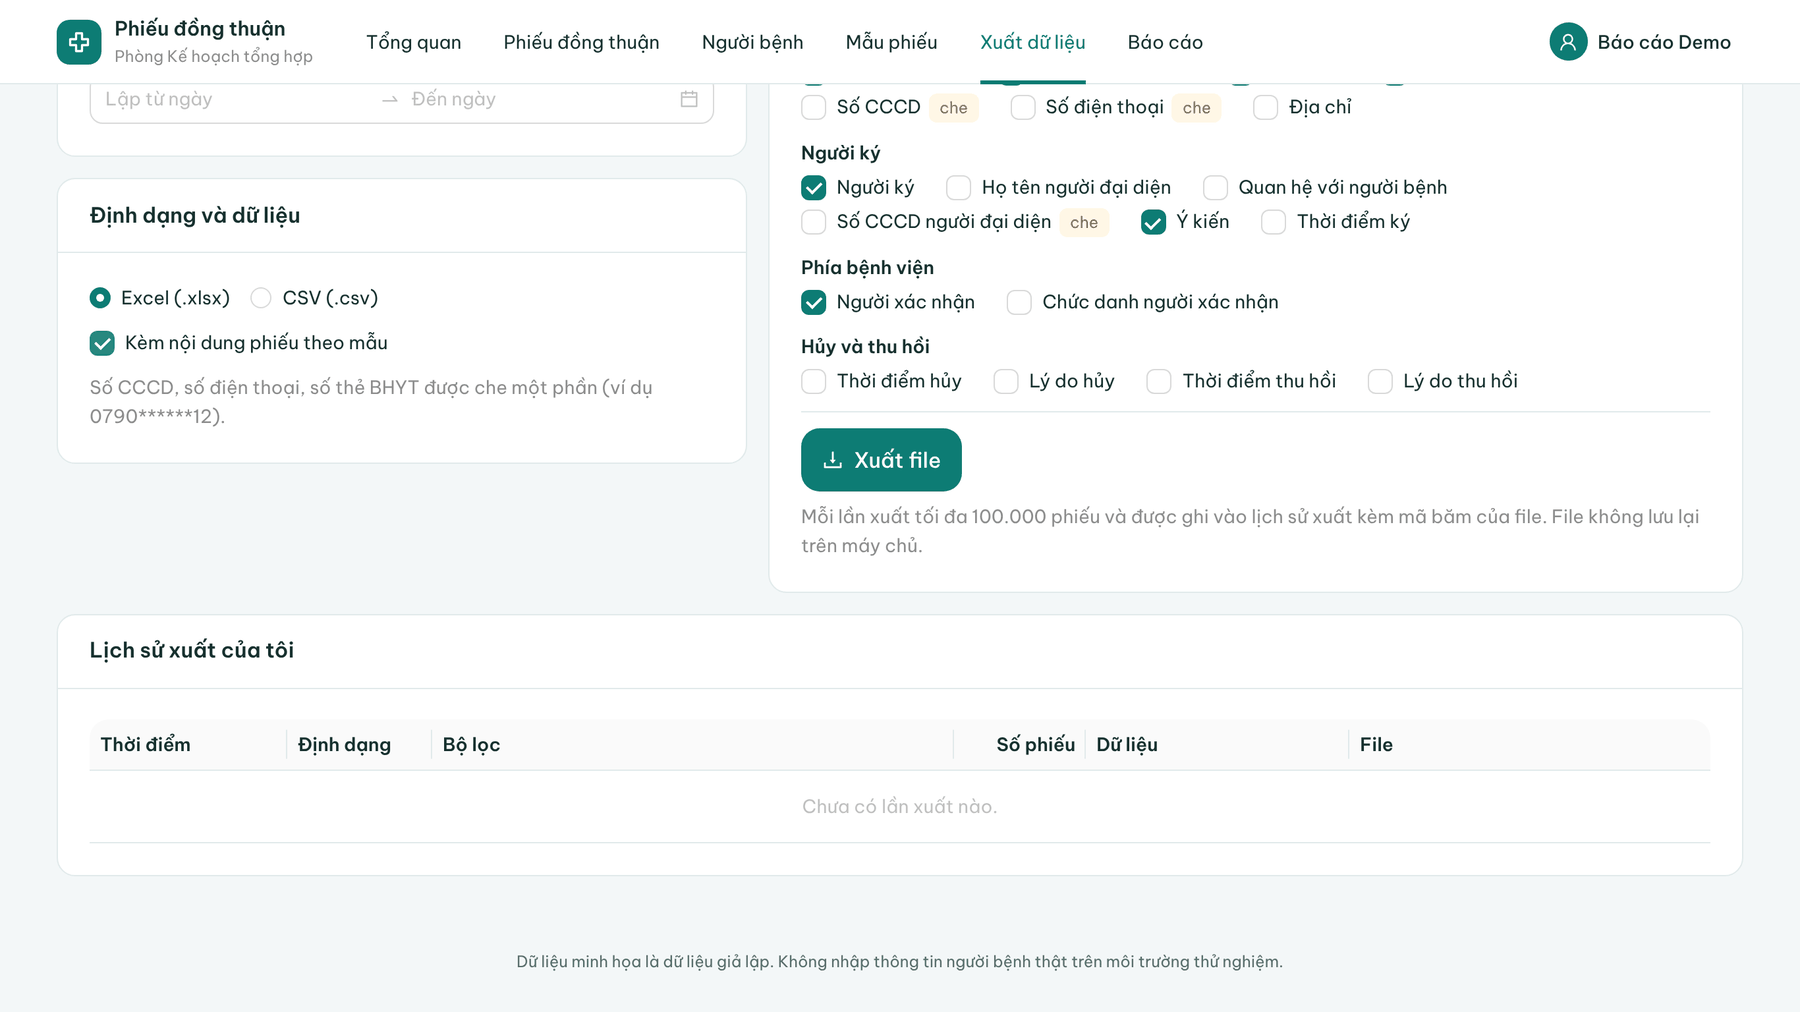 Phiếu đồng thuận
Phòng Kế hoạch tổng hợp
Tổng quan
Phiếu đồng thuận
Người bệnh
Mẫu phiếu
Xuất dữ liệu
Báo cáo
Báo cáo Demo
Lập từ ngày → Đến ngày
Định dạng và dữ liệu
Excel (.xlsx) CSV (.csv)
Kèm nội dung phiếu theo mẫu
Số CCCD, số điện thoại, số thẻ BHYT được che một phần (ví dụ
0790******12).
Số CCCD che Số điện thoại che Địa chỉ
Người ký
Người ký Họ tên người đại diện Quan hệ với người bệnh
Số CCCD người đại diện che Ý kiến Thời điểm ký
Phía bệnh viện
Người xác nhận Chức danh người xác nhận
Hủy và thu hồi
Thời điểm hủy Lý do hủy Thời điểm thu hồi Lý do thu hồi
Xuất file
Mỗi lần xuất tối đa 100.000 phiếu và được ghi vào lịch sử xuất kèm mã băm của file. File không lưu lại
trên máy chủ.
Lịch sử xuất của tôi
Thời điểm Định dạng Bộ lọc Số phiếu Dữ liệu File
Chưa có lần xuất nào.
Dữ liệu minh họa là dữ liệu giả lập. Không nhập thông tin người bệnh thật trên môi trường thử nghiệm.